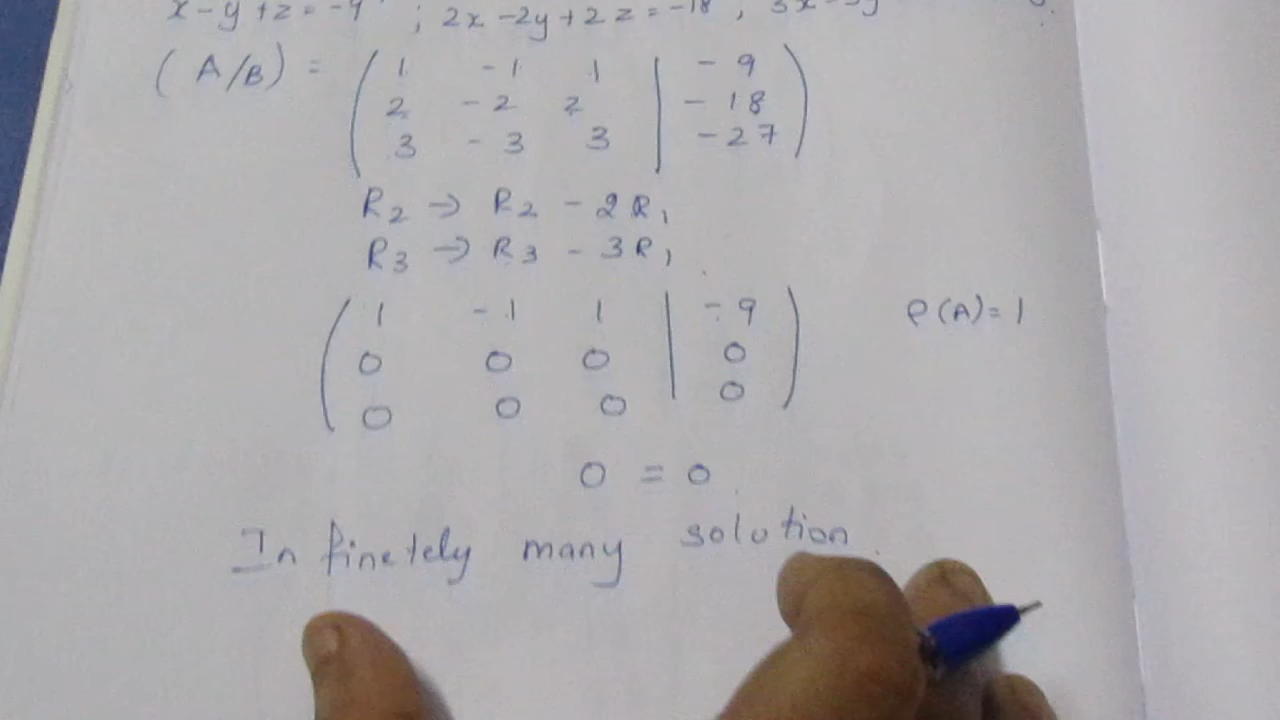 x - y + z = -9 ; 2x - 2y + 2z = -18 , 3x
(A/B) = ( 1 -1 1 | -9 )
2 -2 2 | -18
3 -3 3 | -27
R2 → R2 - 2R1
R3 → R3 - 3R1
( 1 -1 1 | -9 ) ρ(A) = 1
0 0 0 | 0
0 0 0 | 0
0 = 0
Infinetely many solution.